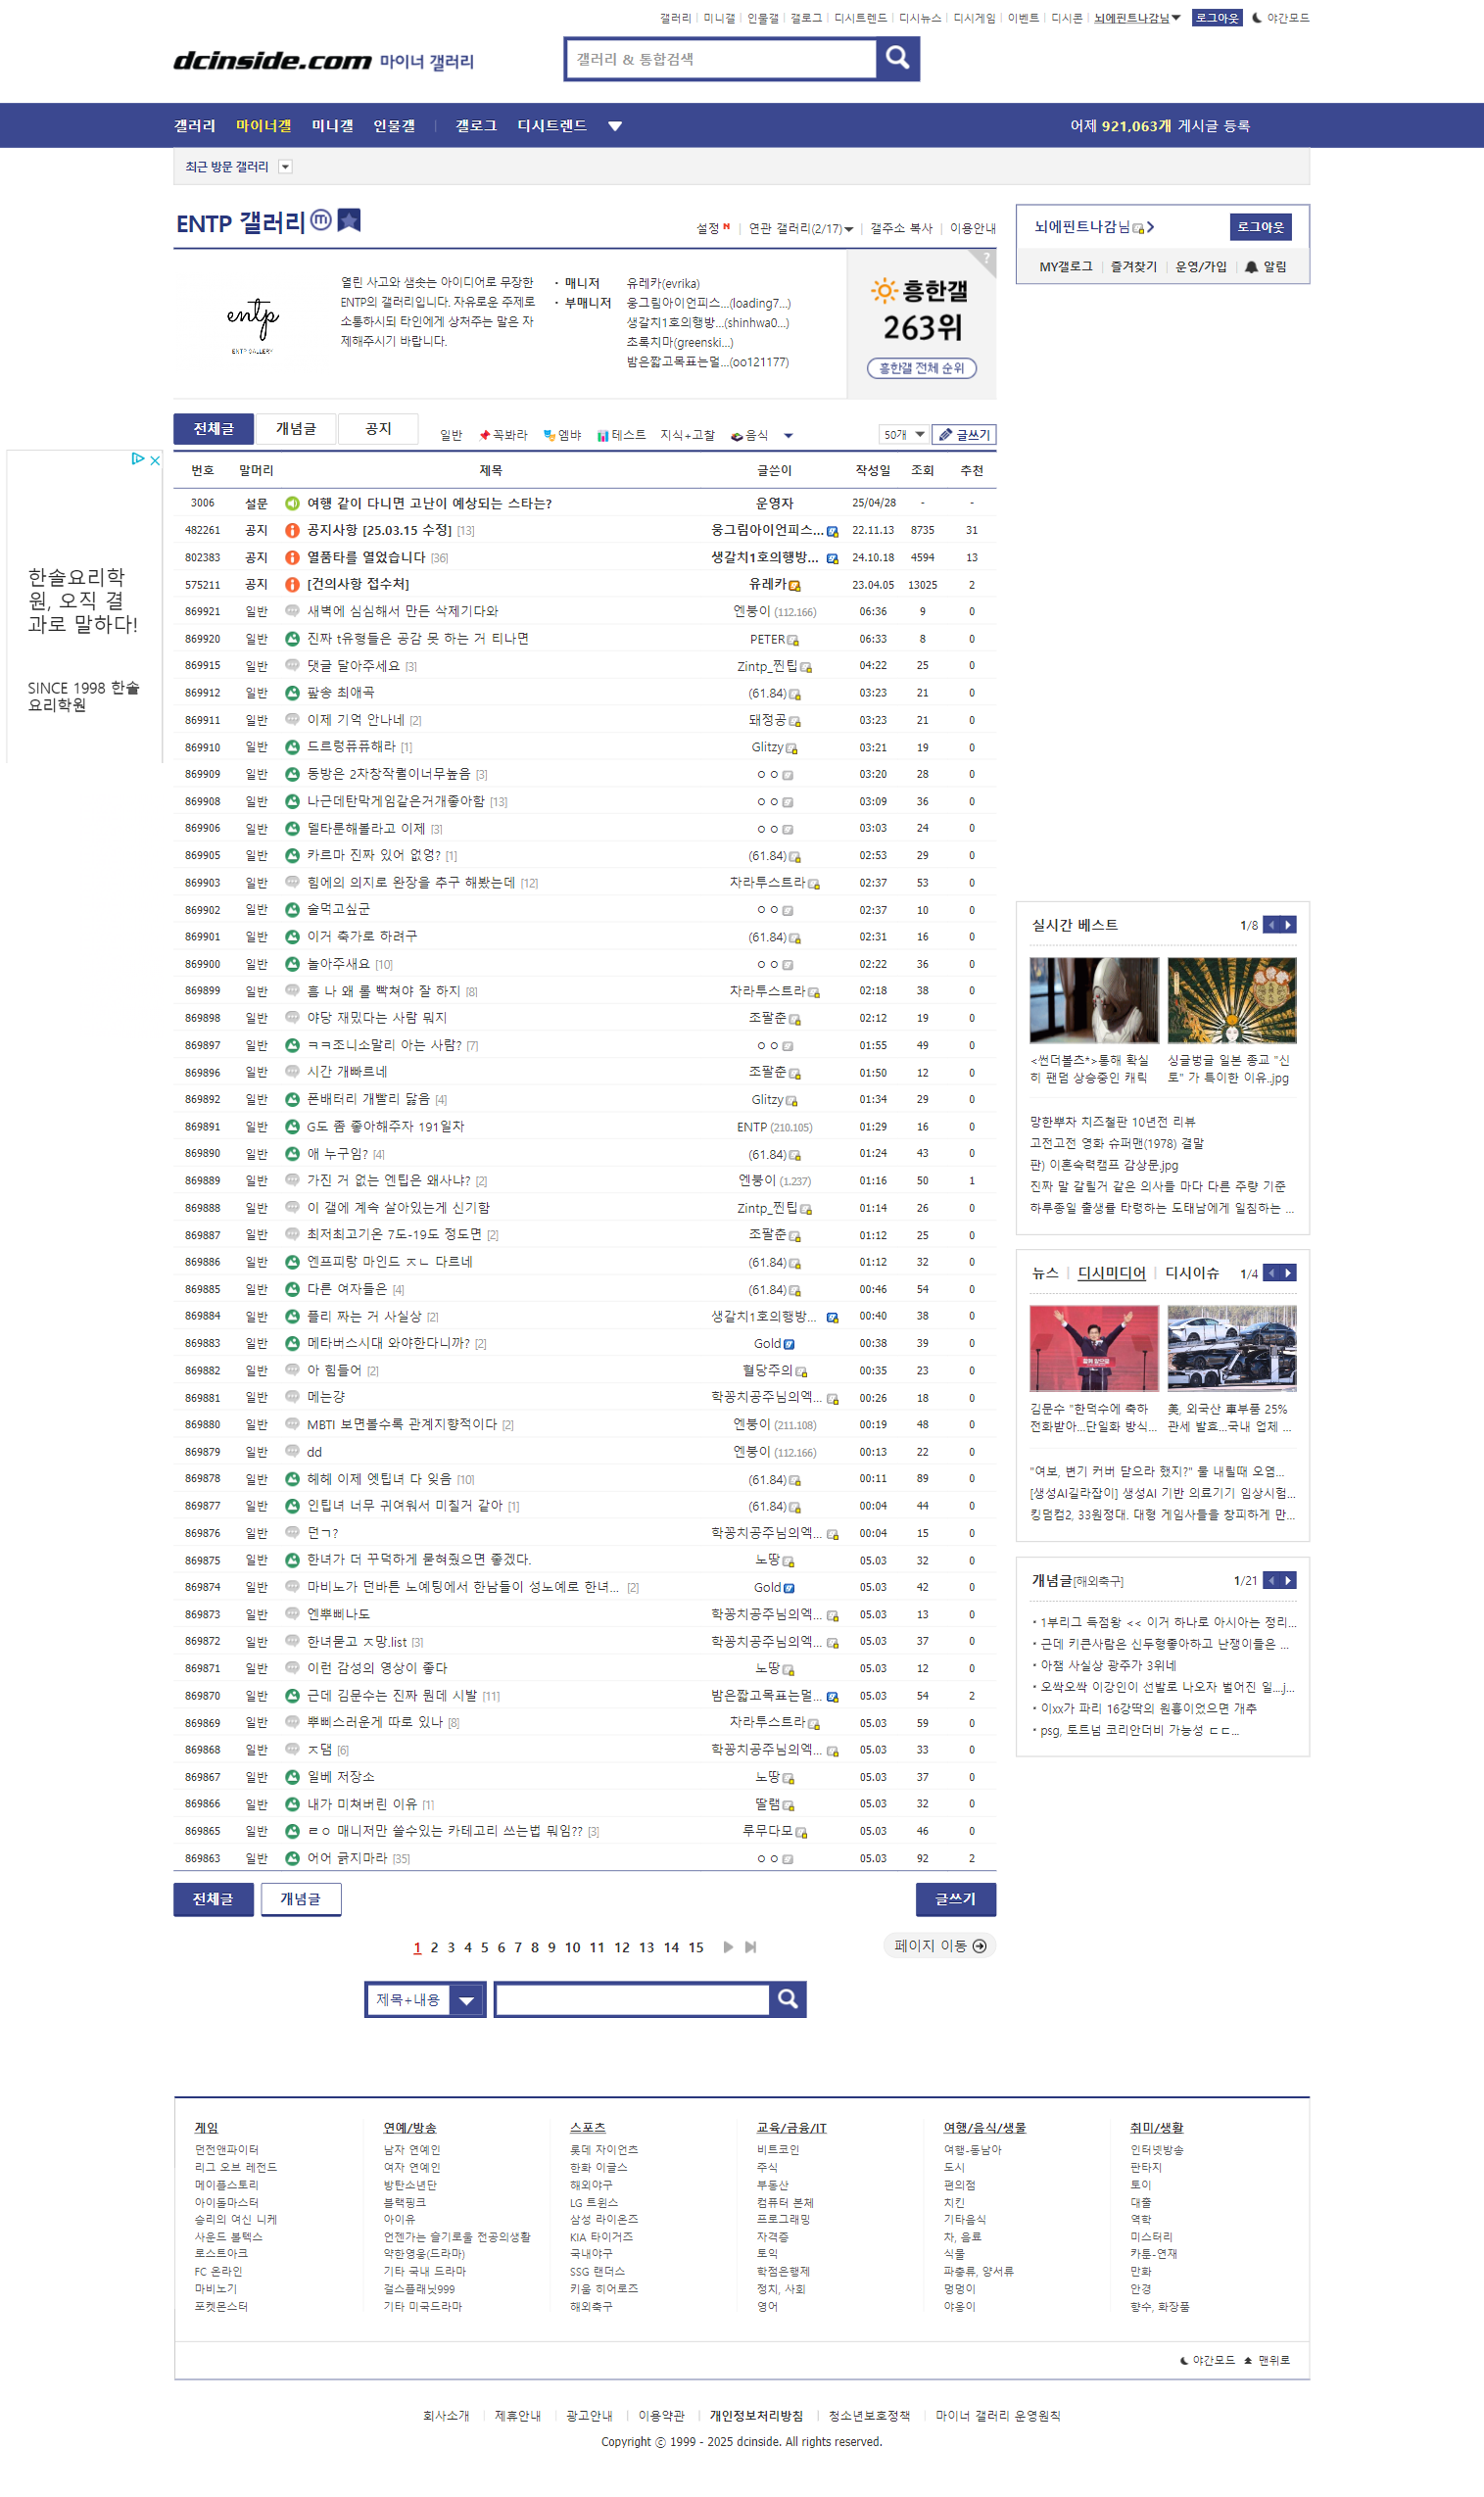 갤러리 | 미니갤 | 인물갤 | 갤로그 | 디시트렌드 | 디시뉴스 | 디시게임 | 이벤트 | 디시콘 | 뇌에핀트나감님 로그아웃 야간모드
dcinside.com 마이너 갤러리
갤러리 & 통합검색
갤러리 마이너갤 미니갤 인물갤 | 갤로그 디시트렌드
어제 921,063개 게시글 등록
최근 방문 갤러리
ENTP 갤러리
설정 N | 연관 갤러리(2/17) | 갤주소 복사 | 이용안내
entp
ENTP GALLERY
열린 사고와 샘솟는 아이디어로 무장한
ENTP의 갤러리입니다. 자유로운 주제로
소통하시되 타인에게 상처주는 말은 자
제해주시기 바랍니다.
· 매니저 유레카(evrika)
· 부매니저 웅그림아이언피스...(loading7...)
생갈치1호의행방...(shinhwa0...)
초록치마(greenski...)
밤은짧고목표는멀...(oo121177)
?
흥한갤
263위
흥한갤 전체 순위
뇌에핀트나감님
로그아웃
MY갤로그 | 즐겨찾기 | 운영/가입 | 알림
전체글 개념글 공지
일반 꼭봐라 엠뱌 테스트 지식+고찰 음식
50개 글쓰기
한솔요리학
원, 오직 결
과로 말하다!
SINCE 1998 한솔
요리학원
번호 말머리 제목 글쓴이 작성일 조회 추천
3006 설문 여행 같이 다니면 고난이 예상되는 스타는? 운영자 25/04/28 - -
482261 공지 공지사항 [25.03.15 수정] [13] 웅그림아이언피스... 22.11.13 8735 31
802383 공지 열품타를 열었습니다 [36] 생갈치1호의행방... 24.10.18 4594 13
575211 공지 [건의사항 접수처] 유레카 23.04.05 13025 2
869921 일반 새벽에 심심해서 만든 삭제기다와 엔붕이 (112.166) 06:36 9 0
869920 일반 진짜 t유형들은 공감 못 하는 거 티나면 PETER 06:33 8 0
869915 일반 댓글 달아주세요 [3] Zintp_찐팁 04:22 25 0
869912 일반 팦송 최애곡 (61.84) 03:23 21 0
869911 일반 이제 기억 안나네 [2] 돼정공 03:23 21 0
869910 일반 드르렁퓨퓨해라 [1] Glitzy 03:21 19 0
869909 일반 동방은 2차창작퀄이너무높음 [3] ㅇㅇ 03:20 28 0
869908 일반 나근데탄막게임같은거개좋아함 [13] ㅇㅇ 03:09 36 0
869906 일반 델타룬해볼라고 이제 [3] ㅇㅇ 03:03 24 0
869905 일반 카르마 진짜 있어 없엉? [1] (61.84) 02:53 29 0
869903 일반 힘에의 의지로 완장을 추구 해봤는데 [12] 차라투스트라 02:37 53 0
869902 일반 술먹고싶군 ㅇㅇ 02:37 10 0
869901 일반 이거 축가로 하려구 (61.84) 02:31 16 0
869900 일반 놀아주새요 [10] ㅇㅇ 02:22 36 0
869899 일반 흠 나 왜 롤 빡쳐야 잘 하지 [8] 차라투스트라 02:18 38 0
869898 일반 야당 재밌다는 사람 뭐지 조팔춘 02:12 19 0
869897 일반 ㅋㅋ조니소말리 아는 사람? [7] ㅇㅇ 01:55 49 0
869896 일반 시간 개빠르네 조팔춘 01:50 12 0
869892 일반 폰배터리 개빨리 닳음 [4] Glitzy 01:34 29 0
869891 일반 G도 좀 좋아해주자 191일차 ENTP (210.105) 01:29 16 0
869890 일반 얘 누구임? [4] (61.84) 01:24 43 0
869889 일반 가진 거 없는 엔팁은 왜사냐? [2] 엔붕이 (1.237) 01:16 50 1
869888 일반 이 갤에 계속 살아있는게 신기함 Zintp_찐팁 01:14 26 0
869887 일반 최저최고기온 7도-19도 정도면 [2] 조팔춘 01:12 25 0
869886 일반 엔프피랑 마인드 ㅈㄴ 다르네 (61.84) 01:12 32 0
869885 일반 다른 여자들은 [4] (61.84) 00:46 54 0
869884 일반 플리 짜는 거 사실상 [2] 생갈치1호의행방... 00:40 38 0
869883 일반 메타버스시대 와야한다니까? [2] Gold 00:38 39 0
869882 일반 아 힘들어 [2] 혈당주의 00:35 23 0
869881 일반 메는걍 학꽁치공주님의엑... 00:26 18 0
869880 일반 MBTI 보면볼수록 관계지향적이다 [2] 엔붕이 (211.108) 00:19 48 0
869879 일반 dd 엔붕이 (112.166) 00:13 22 0
869878 일반 헤헤 이제 엣팁녀 다 잊음 [10] (61.84) 00:11 89 0
869877 일반 인팁녀 너무 귀여워서 미칠거 같아 [1] (61.84) 00:04 44 0
869876 일반 던ㄱ? 학꽁치공주님의엑... 00:04 15 0
869875 일반 한녀가 더 꾸덕하게 묻혀줬으면 좋겠다. 노땅 05.03 32 0
869874 일반 마비노가 던바튼 노예팅에서 한남들이 성노예로 한녀... [2] Gold 05.03 42 0
869873 일반 엔뿌삐나도 학꽁치공주님의엑... 05.03 13 0
869872 일반 한녀묻고 ㅈ망.list [3] 학꽁치공주님의엑... 05.03 37 0
869871 일반 이런 감성의 영상이 좋다 노땅 05.03 12 0
869870 일반 근데 김문수는 진짜 뭔데 시발 [11] 밤은짧고목표는멀... 05.03 54 2
869869 일반 뿌삐스러운게 따로 있나 [8] 차라투스트라 05.03 59 0
869868 일반 ㅈ댐 [6] 학꽁치공주님의엑... 05.03 33 0
869867 일반 일베 저장소 노땅 05.03 37 0
869866 일반 내가 미쳐버린 이유 [1] 딸램 05.03 32 0
869865 일반 ㄹㅇ 매니저만 쓸수있는 카테고리 쓰는법 뭐임?? [3] 루무다모 05.03 46 0
869863 일반 어어 긁지마라 [35] ㅇㅇ 05.03 92 2
실시간 베스트 1/8
<썬더볼츠*>통해 확실
히 팬덤 상승중인 캐릭
싱글벙글 일본 종교 "신
토" 가 특이한 이유..jpg
망한뿌차 치즈철판 10년전 리뷰
고전고전 영화 슈퍼맨(1978) 결말
판) 이혼숙려캠프 감상문.jpg
진짜 말 갈릴거 같은 의사들 마다 다른 주량 기준
하루종일 출생률 타령하는 도태남에게 일침하는 ...
뉴스 | 디시미디어 | 디시이슈 1/4
김문수 "한덕수에 축하
전화받아...단일화 방식...
美, 외국산 車부품 25%
관세 발효...국내 업체 ...
"여보, 변기 커버 닫으라 했지?" 물 내릴때 오염...
[생성AI길라잡이] 생성AI 기반 의료기기 임상시험...
킹덤컴2, 33원정대. 대형 게임사들을 창피하게 만...
개념글[해외축구] 1/21
· 1부리그 득점왕 << 이거 하나로 아시아는 정리...
· 근데 키큰사람은 신두형좋아하고 난쟁이들은 ...
· 아챔 사실상 광주가 3위네
· 오싹오싹 이강인이 선발로 나오자 벌어진 일....j...
· 이xx가 파리 16강딱의 원흉이었으면 개추
· psg, 토트넘 코리안더비 가능성 ㄷㄷ...
전체글 개념글 글쓰기
1 2 3 4 5 6 7 8 9 10 11 12 13 14 15
페이지 이동
제목+내용
게임
던전앤파이터
리그 오브 레전드
메이플스토리
아이돌마스터
승리의 여신 니케
사운드 볼텍스
로스트아크
FC 온라인
마비노기
포켓몬스터
연예/방송
남자 연예인
여자 연예인
방탄소년단
블랙핑크
아이유
언젠가는 슬기로울 전공의생활
약한영웅(드라마)
기타 국내 드라마
걸스플래닛999
기타 미국드라마
스포츠
롯데 자이언츠
한화 이글스
해외야구
LG 트윈스
삼성 라이온즈
KIA 타이거즈
국내야구
SSG 랜더스
키움 히어로즈
해외축구
교육/금융/IT
비트코인
주식
부동산
컴퓨터 본체
프로그래밍
자격증
토익
학점은행제
정치, 사회
영어
여행/음식/생물
여행-동남아
도시
편의점
치킨
기타음식
차, 음료
식물
파충류, 양서류
멍멍이
야옹이
취미/생활
인터넷방송
판타지
토이
대출
역학
미스터리
카툰-연재
만화
안경
향수, 화장품
야간모드 맨위로
회사소개 | 제휴안내 | 광고안내 | 이용약관 | 개인정보처리방침 | 청소년보호정책 | 마이너 갤러리 운영원칙
Copyright ⓒ 1999 - 2025 dcinside. All rights reserved.